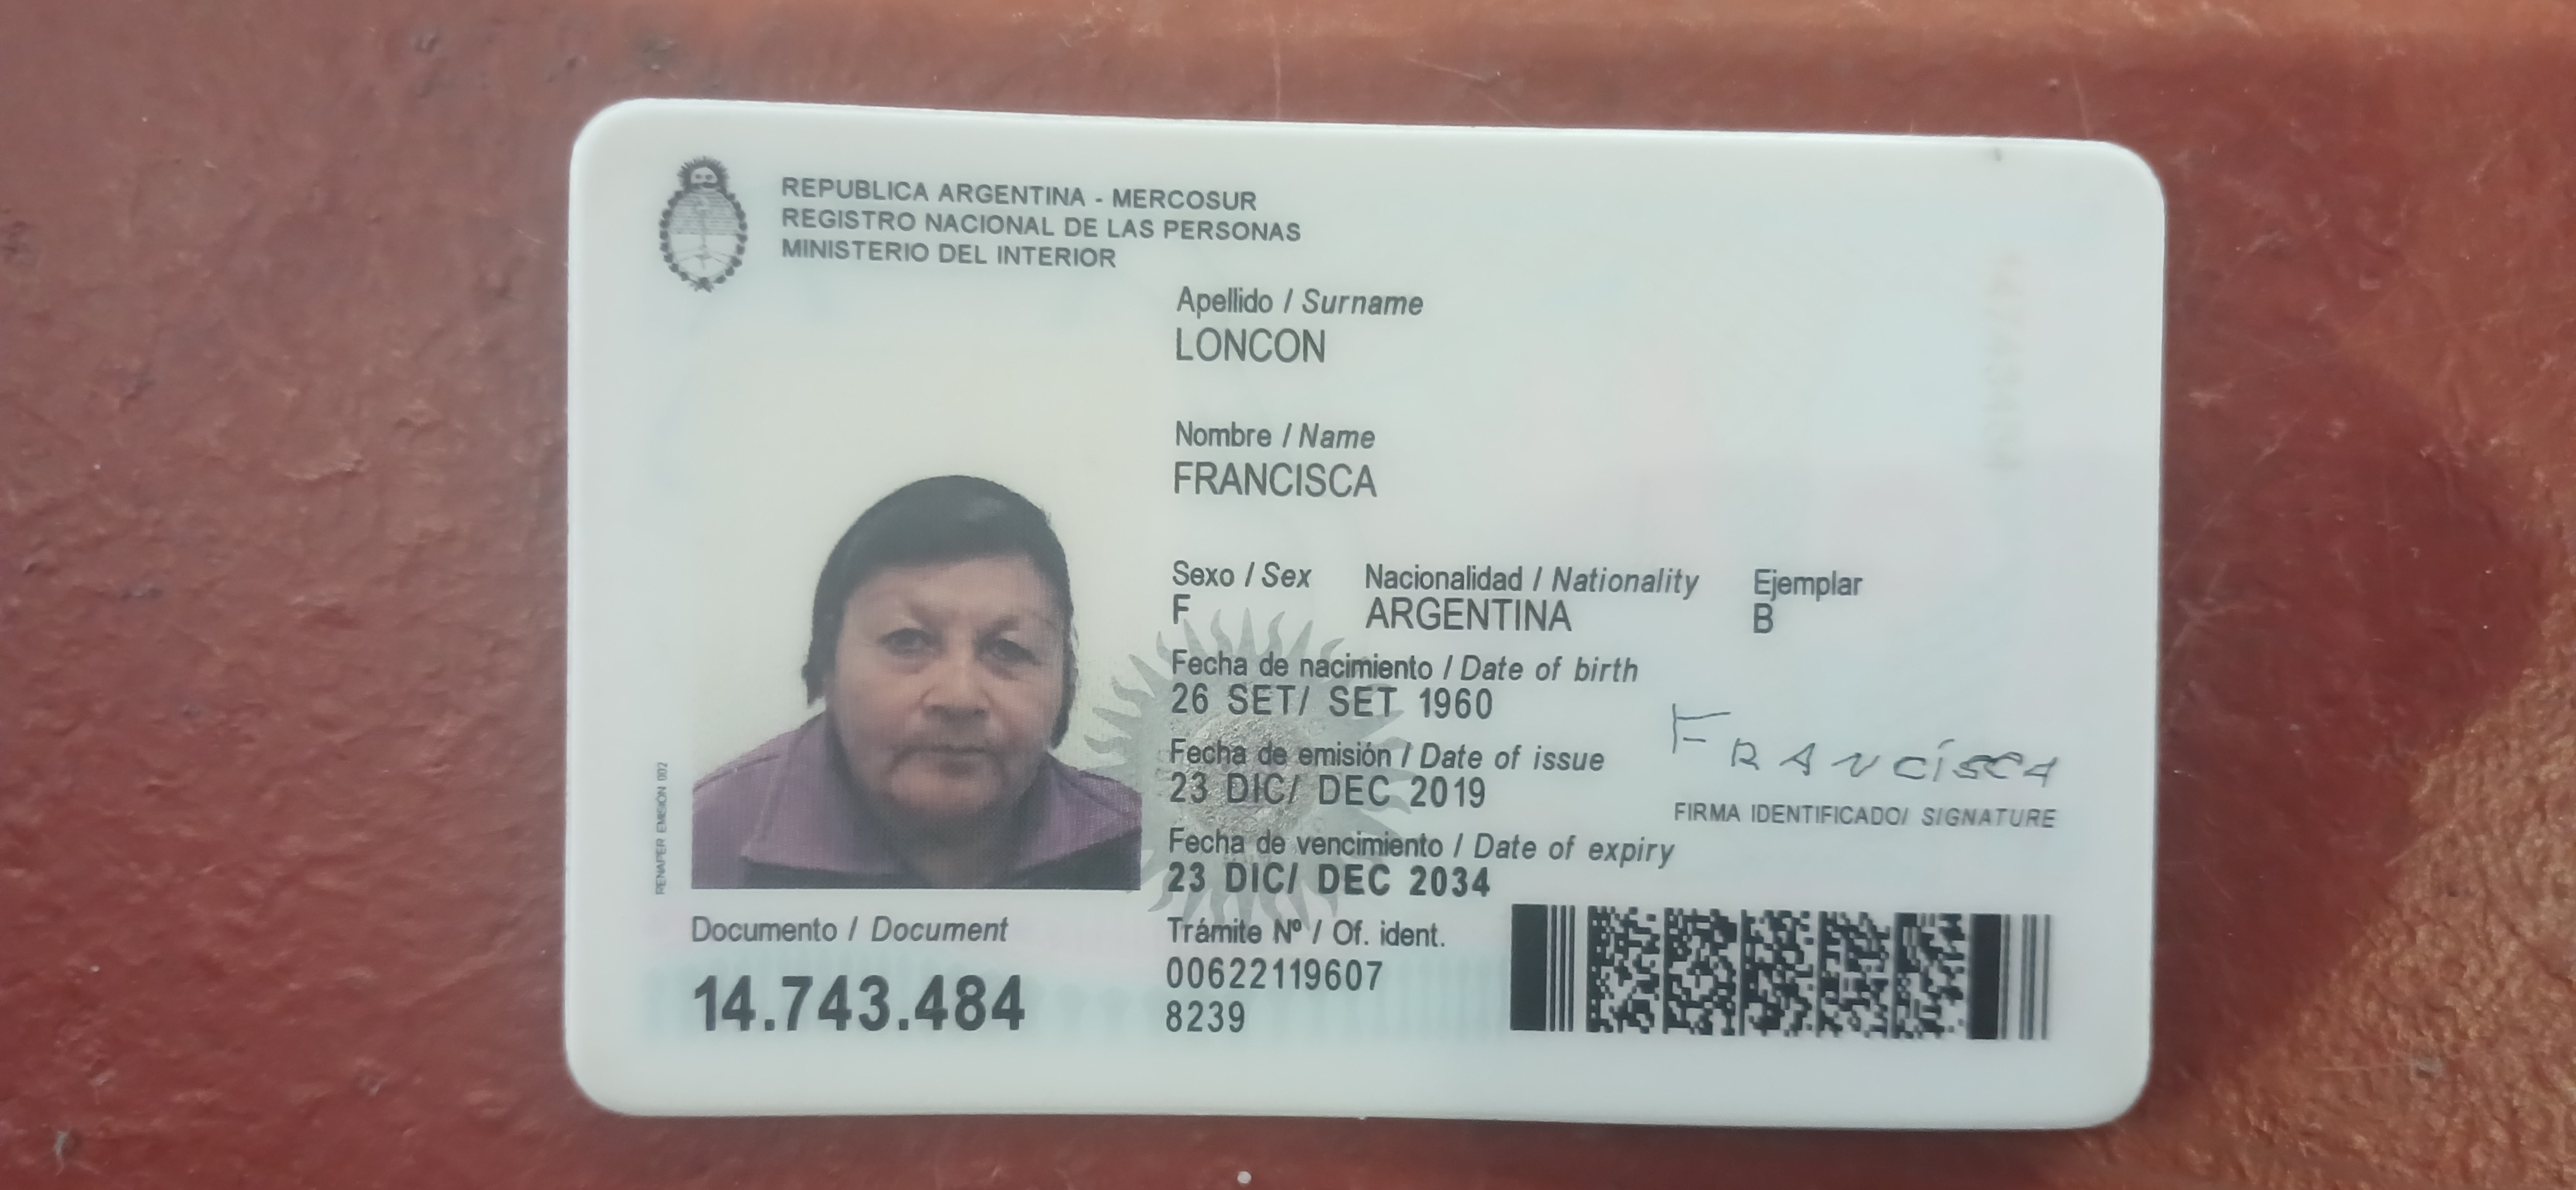 REPUBLICA ARGENTINA - MERCOSUR
REGISTRO NACIONAL DE LAS PERSONAS
MINISTERIO DEL INTERIOR
Apellido / Surname
LONCON
Nombre / Name
FRANCISCA
Sexo / Sex Nacionalidad / Nationality Ejemplar
F ARGENTINA B
Fecha de nacimiento / Date of birth
26 SET/ SET 1960
Fecha de emisión / Date of issue
23 DIC/ DEC 2019
Fecha de vencimiento / Date of expiry
23 DIC/ DEC 2034
FRANCISCA
FIRMA IDENTIFICADO/ SIGNATURE
RENAPER EMISIÓN 002
Documento / Document
14.743.484
Trámite Nº / Of. ident.
00622119607
8239